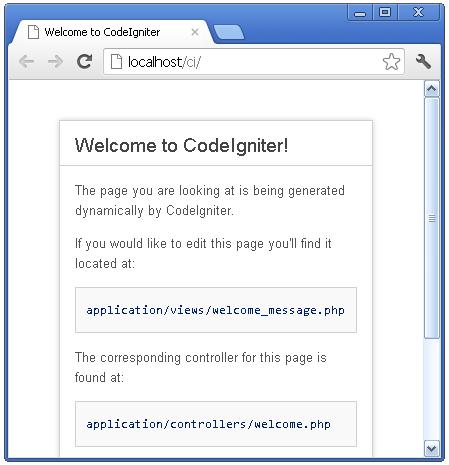 Welcome to CodeIgniter
localhost/ci/
Welcome to CodeIgniter!
The page you are looking at is being generated
dynamically by CodeIgniter.
If you would like to edit this page you'll find it
located at:
application/views/welcome_message.php
The corresponding controller for this page is
found at:
application/controllers/welcome.php